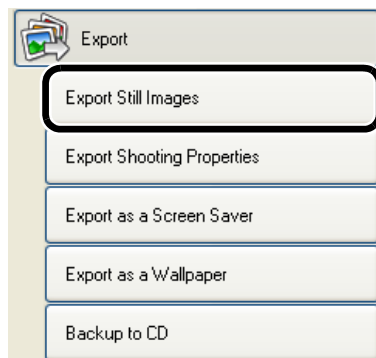 Export
Export Still Images
Export Shooting Properties
Export as a Screen Saver
Export as a Wallpaper
Backup to CD